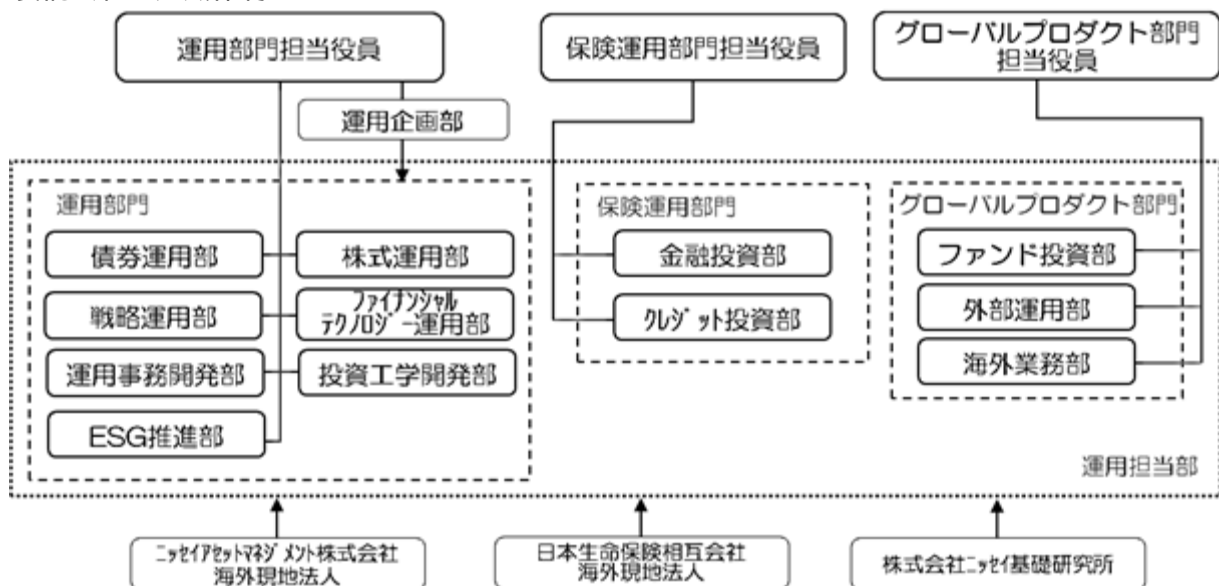 運用部門担当役員
保険運用部門担当役員
グローバルプロダクト部門
担当役員
運用企画部
運用部門
債券運用部
株式運用部
戦略運用部
ファイナンシャル
テクノロジー運用部
運用事務開発部
投資工学開発部
ESG推進部
保険運用部門
金融投資部
クレジット投資部
グローバルプロダクト部門
ファンド投資部
外部運用部
海外業務部
運用担当部
ニッセイアセットマネジメント株式会社
海外現地法人
日本生命保険相互会社
海外現地法人
株式会社ニッセイ基礎研究所